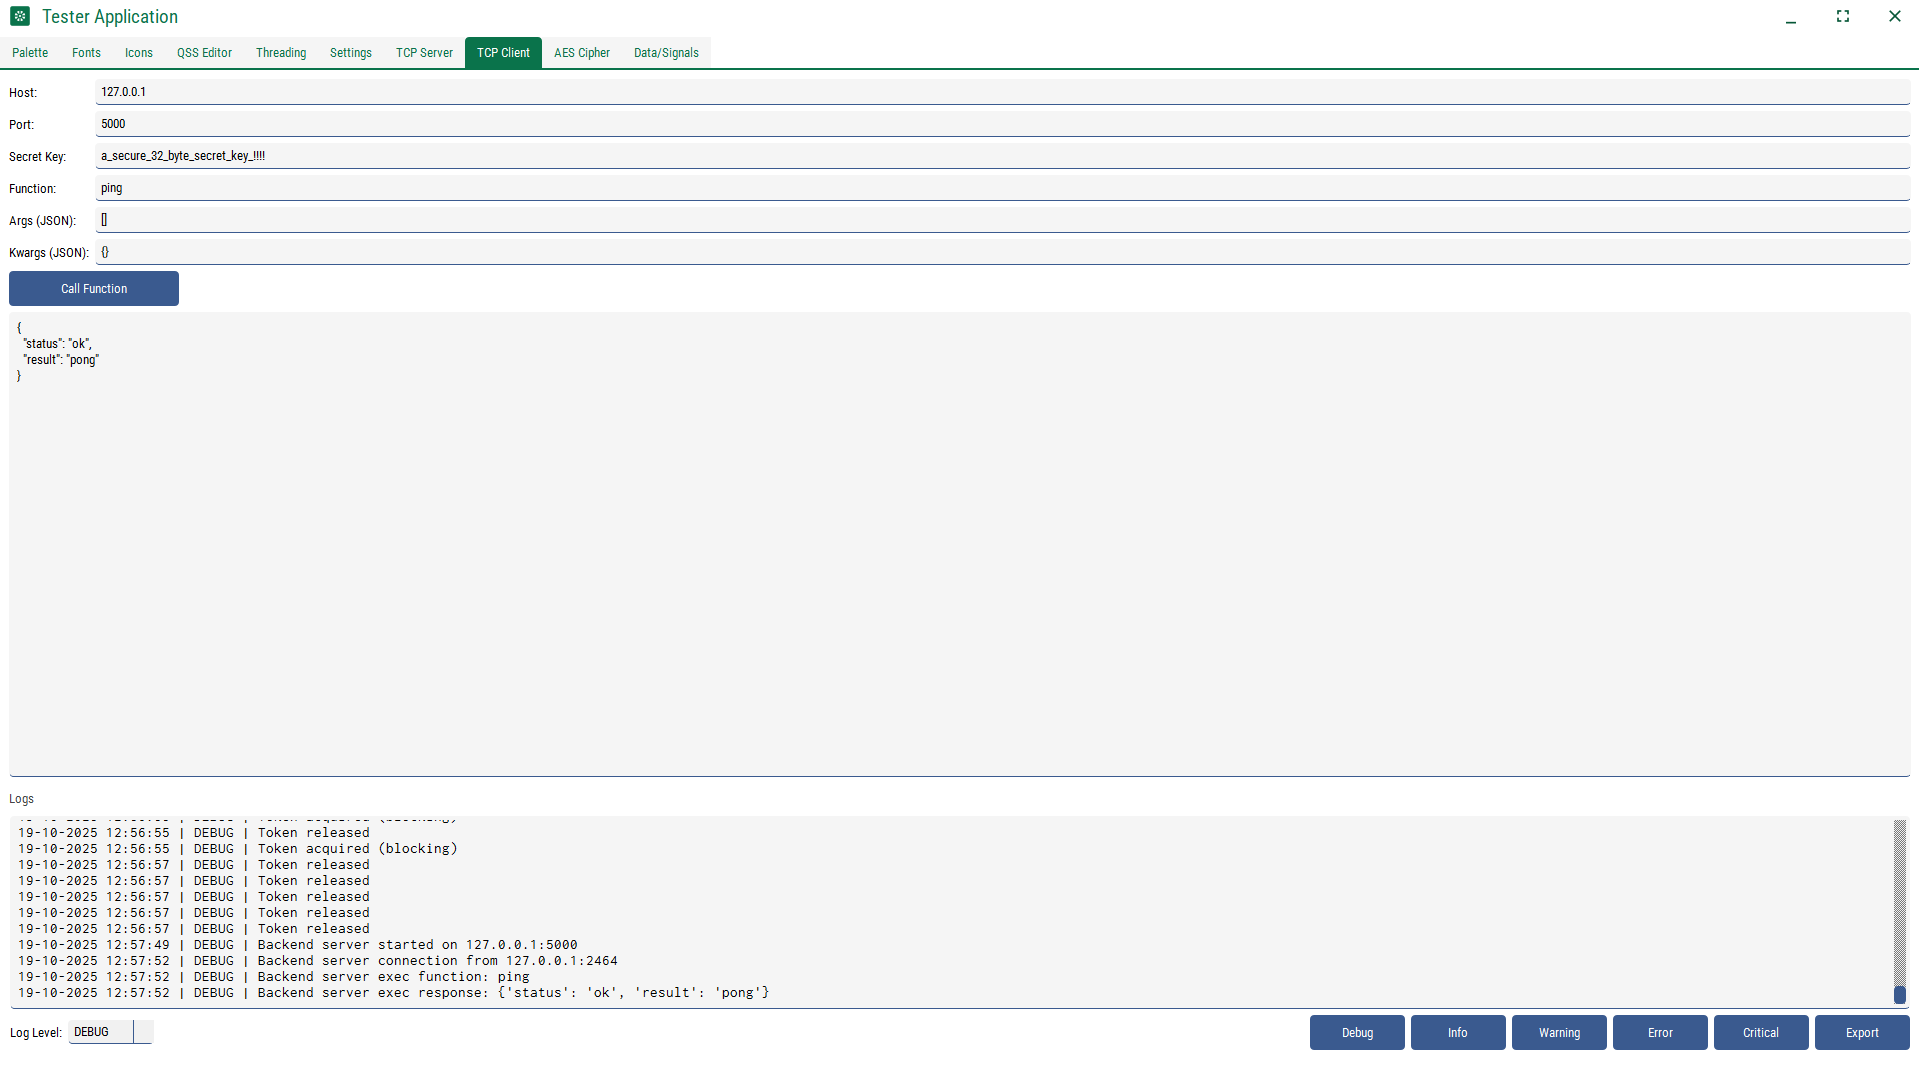 Tester Application
Palette Fonts Icons QSS Editor Threading Settings TCP Server TCP Client AES Cipher Data/Signals
Host: 127.0.0.1
Port: 5000
Secret Key: a_secure_32_byte_secret_key_!!!!
Function: ping
Args (JSON): []
Kwargs (JSON): {}
Call Function
{
  "status": "ok",
  "result": "pong"
}
Logs
19-10-2025 12:56:55 | DEBUG | Token released
19-10-2025 12:56:55 | DEBUG | Token acquired (blocking)
19-10-2025 12:56:57 | DEBUG | Token released
19-10-2025 12:56:57 | DEBUG | Token released
19-10-2025 12:56:57 | DEBUG | Token released
19-10-2025 12:56:57 | DEBUG | Token released
19-10-2025 12:56:57 | DEBUG | Token released
19-10-2025 12:57:49 | DEBUG | Backend server started on 127.0.0.1:5000
19-10-2025 12:57:52 | DEBUG | Backend server connection from 127.0.0.1:2464
19-10-2025 12:57:52 | DEBUG | Backend server exec function: ping
19-10-2025 12:57:52 | DEBUG | Backend server exec response: {'status': 'ok', 'result': 'pong'}
Log Level: DEBUG Debug Info Warning Error Critical Export